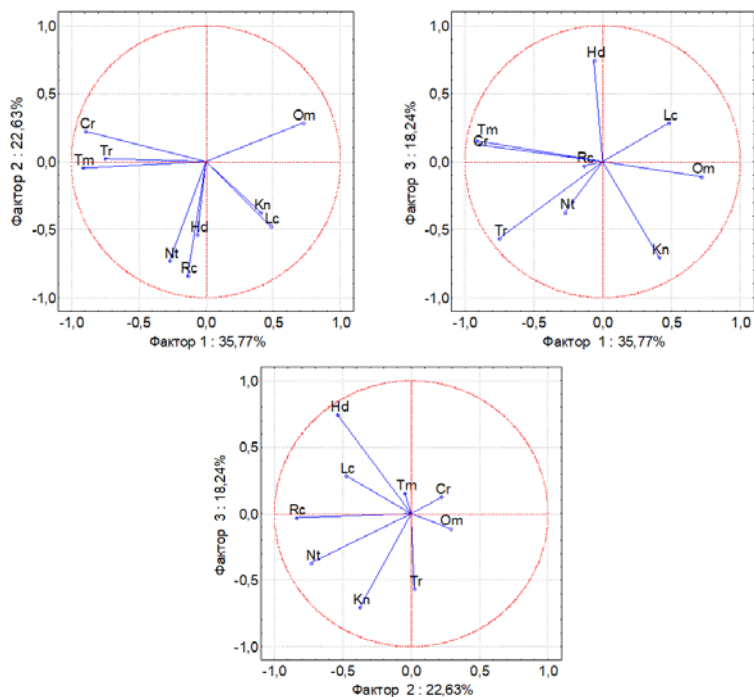 1,0
0,5
0,0
-0,5
-1,0
Фактор 2 : 22,63%
Cr
Tr
Tm
Om
Kn
Lc
Hd
Nt
Rc
-1,0 -0,5 0,0 0,5 1,0
Фактор 1 : 35,77%
1,0
0,5
0,0
-0,5
-1,0
Фактор 3 : 18,24%
Hd
Lc
Tm
Cr
Rc
Om
Nt
Tr
Kn
-1,0 -0,5 0,0 0,5 1,0
Фактор 1 : 35,77%
1,0
0,5
0,0
-0,5
-1,0
Фактор 3 : 18,24%
Hd
Lc
Tm
Cr
Rc
Om
Nt
Tr
Kn
-1,0 -0,5 0,0 0,5 1,0
Фактор 2 : 22,63%